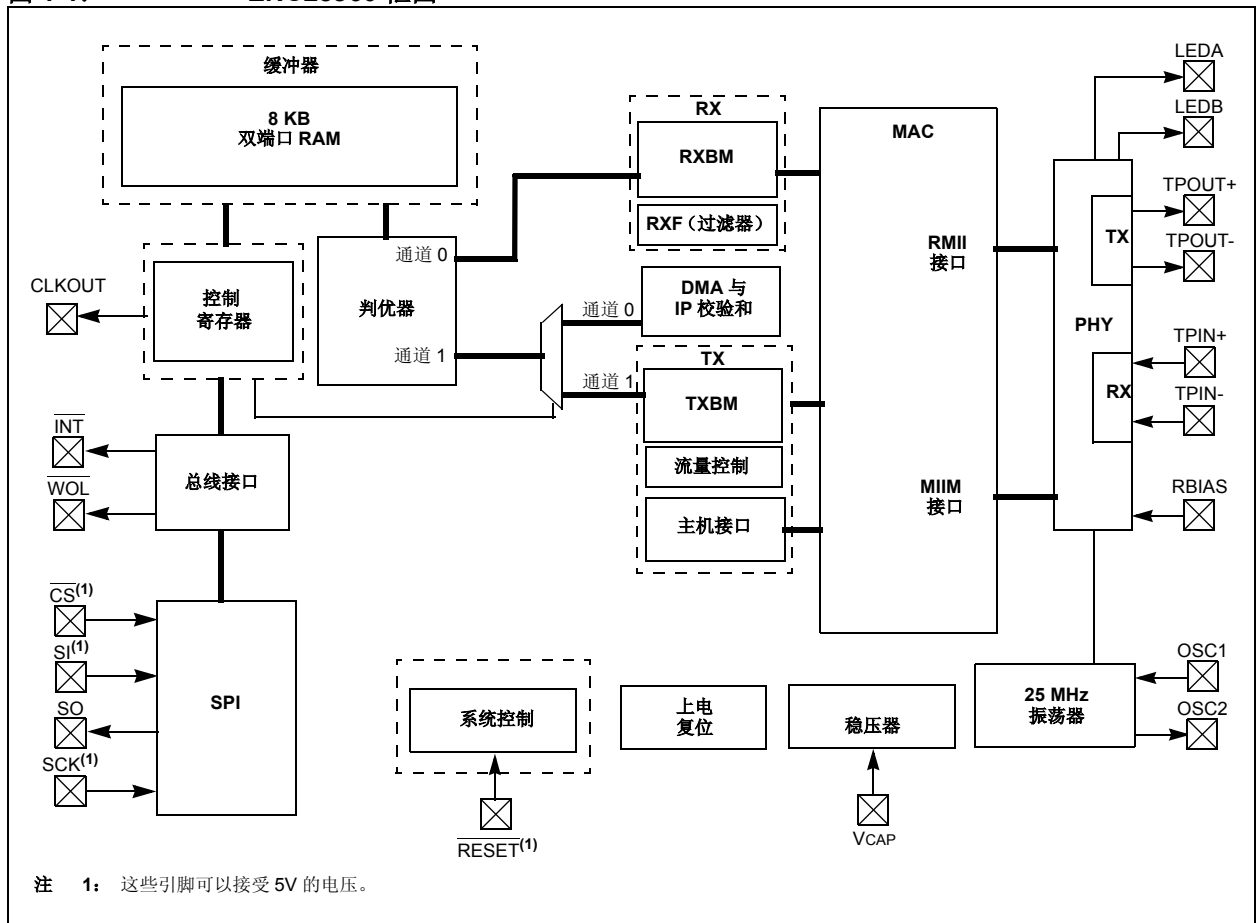 缓冲器
8 KB
双端口 RAM
CLKOUT
控制
寄存器
通道 0
判优器
通道 1
RX
RXBM
RXF（过滤器）
通道 0
DMA 与
IP 校验和
通道 1
TX
TXBM
流量控制
主机接口
MAC
RMII
接口
MIIM
接口
LEDA
LEDB
TPOUT+
TX
TPOUT-
PHY
TPIN+
RX
TPIN-
RBIAS
INT
WOL
总线接口
CS(1)
SI(1)
SO
SCK(1)
SPI
系统控制
RESET(1)
上电
复位
稳压器
VCAP
25 MHz
振荡器
OSC1
OSC2
注 1： 这些引脚可以接受 5V 的电压。